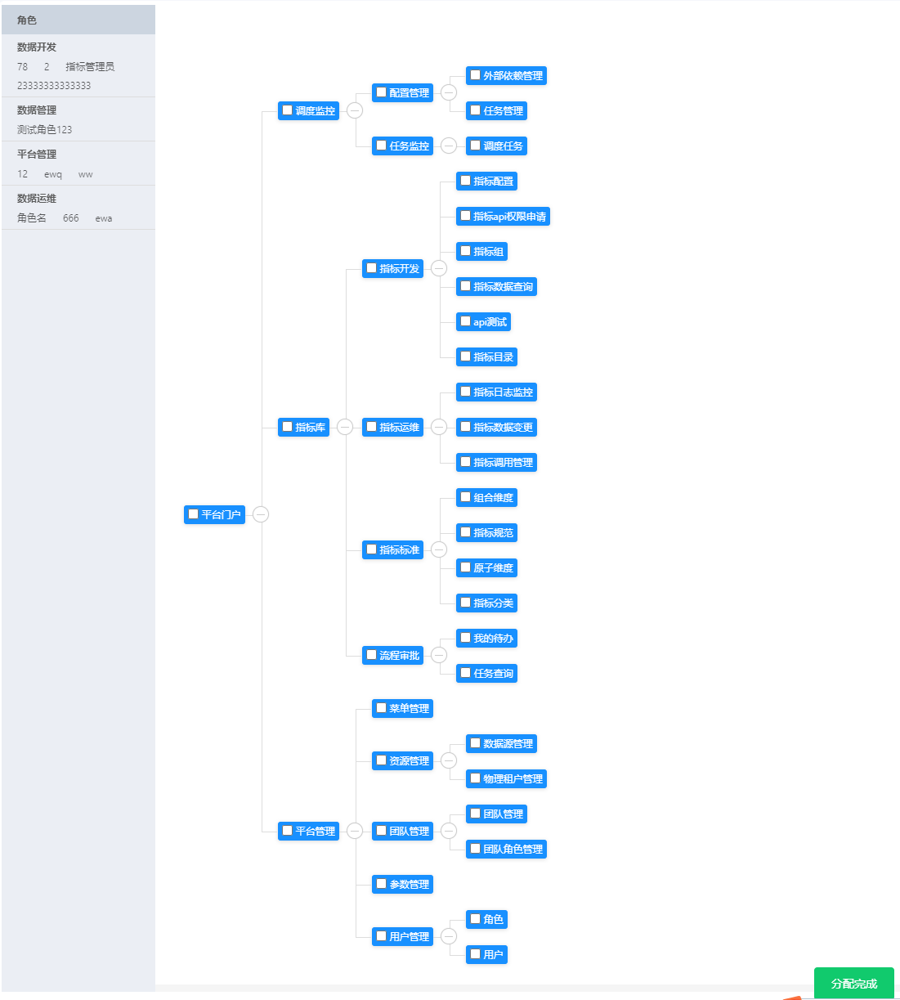 角色
数据开发
78 2 指标管理员
23333333333333
数据管理
测试角色123
平台管理
12 ewq ww
数据运维
角色名 666 ewa
外部依赖管理
配置管理
调度监控
任务管理
任务监控
调度任务
指标配置
指标api权限申请
指标组
指标开发
指标数据查询
api测试
指标目录
指标日志监控
指标库
指标运维
指标数据变更
指标调用管理
组合维度
平台门户
指标规范
指标标准
原子维度
指标分类
我的待办
流程审批
任务查询
菜单管理
数据源管理
资源管理
物理租户管理
团队管理
平台管理
团队管理
团队角色管理
参数管理
角色
用户管理
用户
分配完成